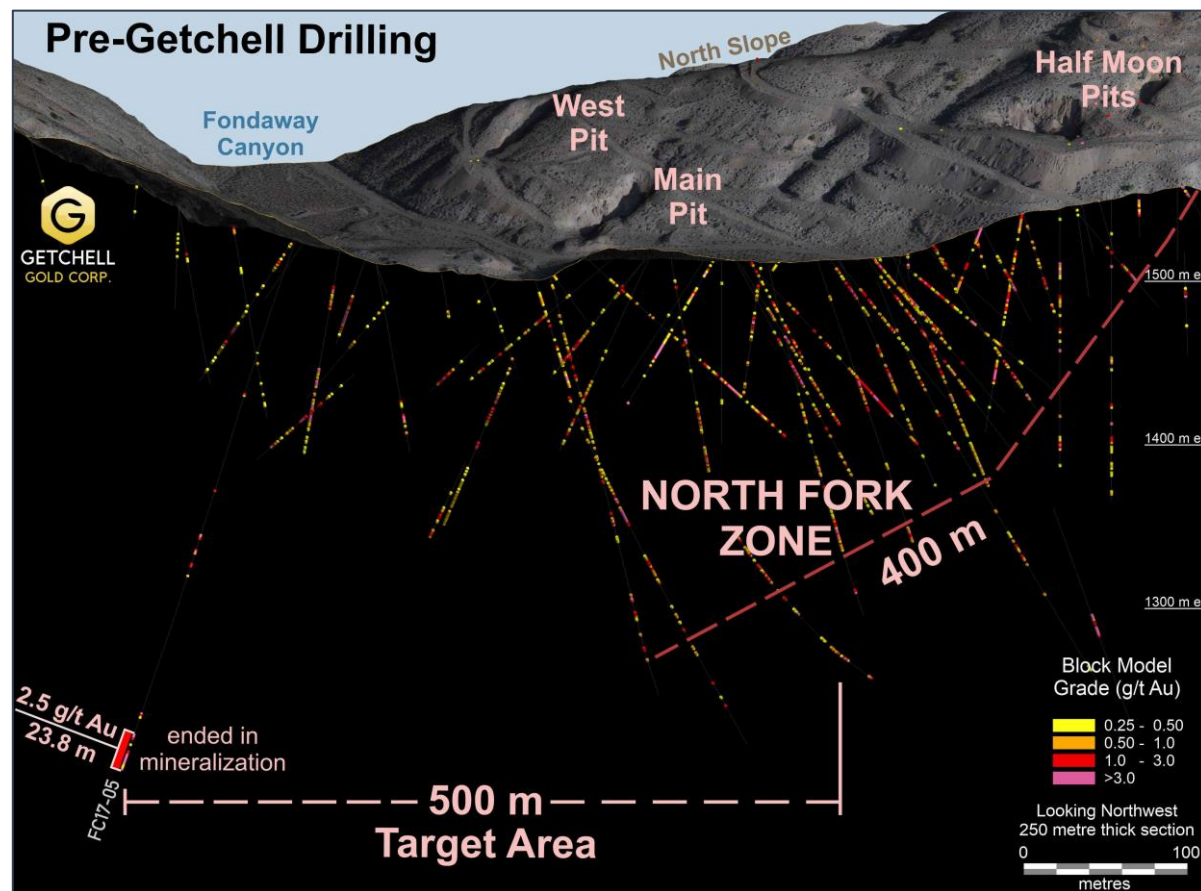 Pre-Getchell Drilling
North Slope
Half Moon
Pits
West
Pit
Fondaway
Canyon
Main
Pit
G
GETCHELL
GOLD CORP.
1500 m e
1400 m e
NORTH FORK
ZONE
400 m
1300 m e
2.5 g/t Au
23.8 m
ended in
mineralization
FC17-05
500 m
Target Area
Block Model
Grade (g/t Au)
0.25 - 0.50
0.50 - 1.0
1.0 - 3.0
>3.0
Looking Northwest
250 metre thick section
0 100
metres